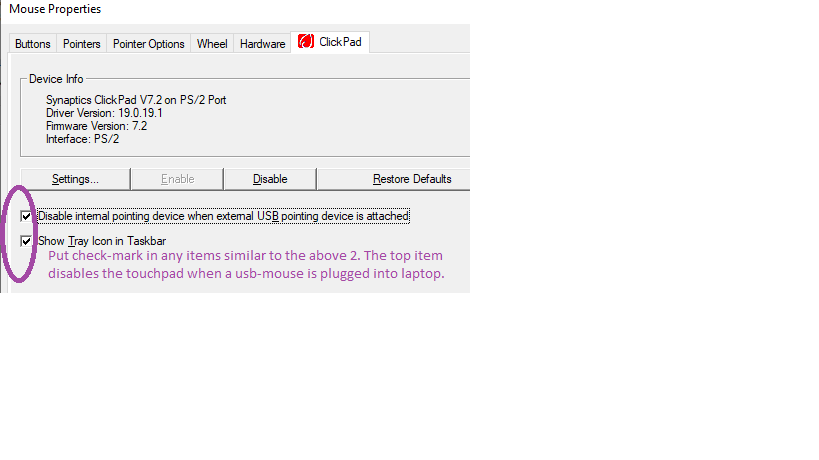 Mouse Properties
Buttons Pointers Pointer Options Wheel Hardware ClickPad
Device Info
Synaptics ClickPad V7.2 on PS/2 Port
Driver Version: 19.0.19.1
Firmware Version: 7.2
Interface: PS/2
Settings... Enable Disable Restore Defaults
Disable internal pointing device when external USB pointing device is attached
Show Tray Icon in Taskbar
Put check-mark in any items similar to the above 2. The top item
disables the touchpad when a usb-mouse is plugged into laptop.